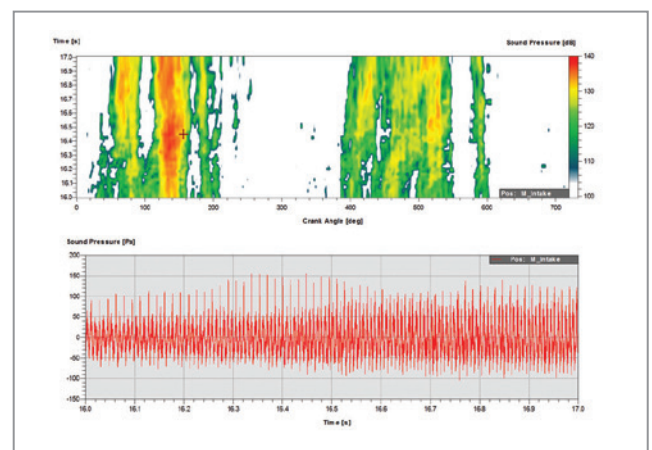 Time [s] Sound Pressure [dB]
17.0 140
16.9
16.8 130
16.7
16.6
16.5 120
16.4
16.3 110
16.2
16.1
16.0 100
Pos: M_intake
0 100 200 300 400 500 600 700
Crank Angle [deg]
Sound Pressure [Pa]
200
Pos: M_intake
150
100
50
0
-50
-100
-150
16.0 16.1 16.2 16.3 16.4 16.5 16.6 16.7 16.8 16.9 17.0
Time [s]